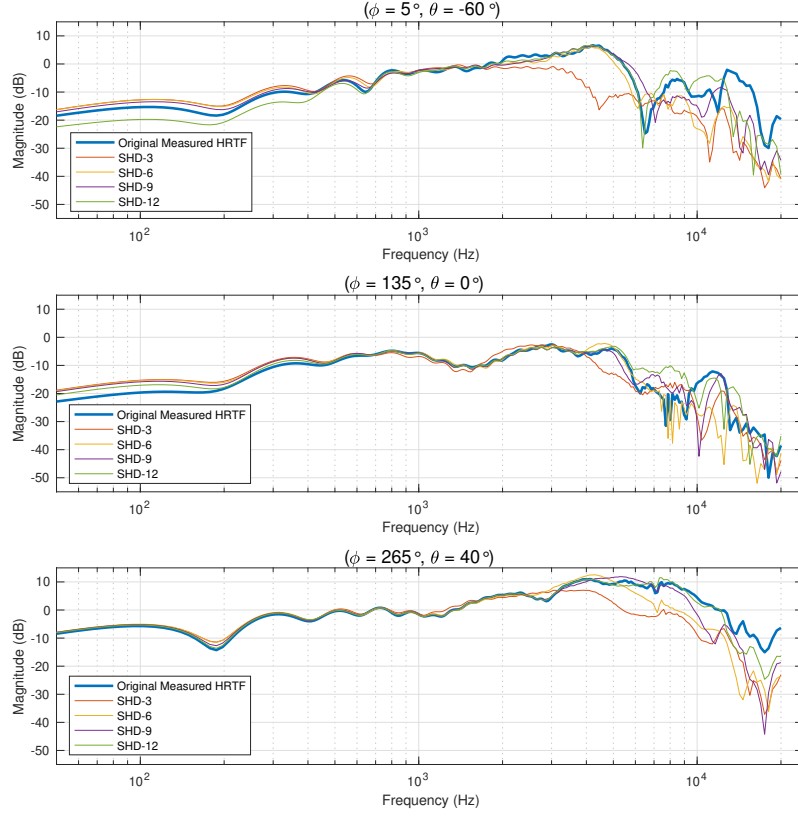 (ϕ = 5°, θ = -60°)
10
0
-10
-20
-30
-40
-50
Magnitude (dB)
Original Measured HRTF
SHD-3
SHD-6
SHD-9
SHD-12
10² 10³ 10⁴
Frequency (Hz)
(ϕ = 135°, θ = 0°)
10
0
-10
-20
-30
-40
-50
Magnitude (dB)
Original Measured HRTF
SHD-3
SHD-6
SHD-9
SHD-12
10² 10³ 10⁴
Frequency (Hz)
(ϕ = 265°, θ = 40°)
10
0
-10
-20
-30
-40
-50
Magnitude (dB)
Original Measured HRTF
SHD-3
SHD-6
SHD-9
SHD-12
10² 10³ 10⁴
Frequency (Hz)